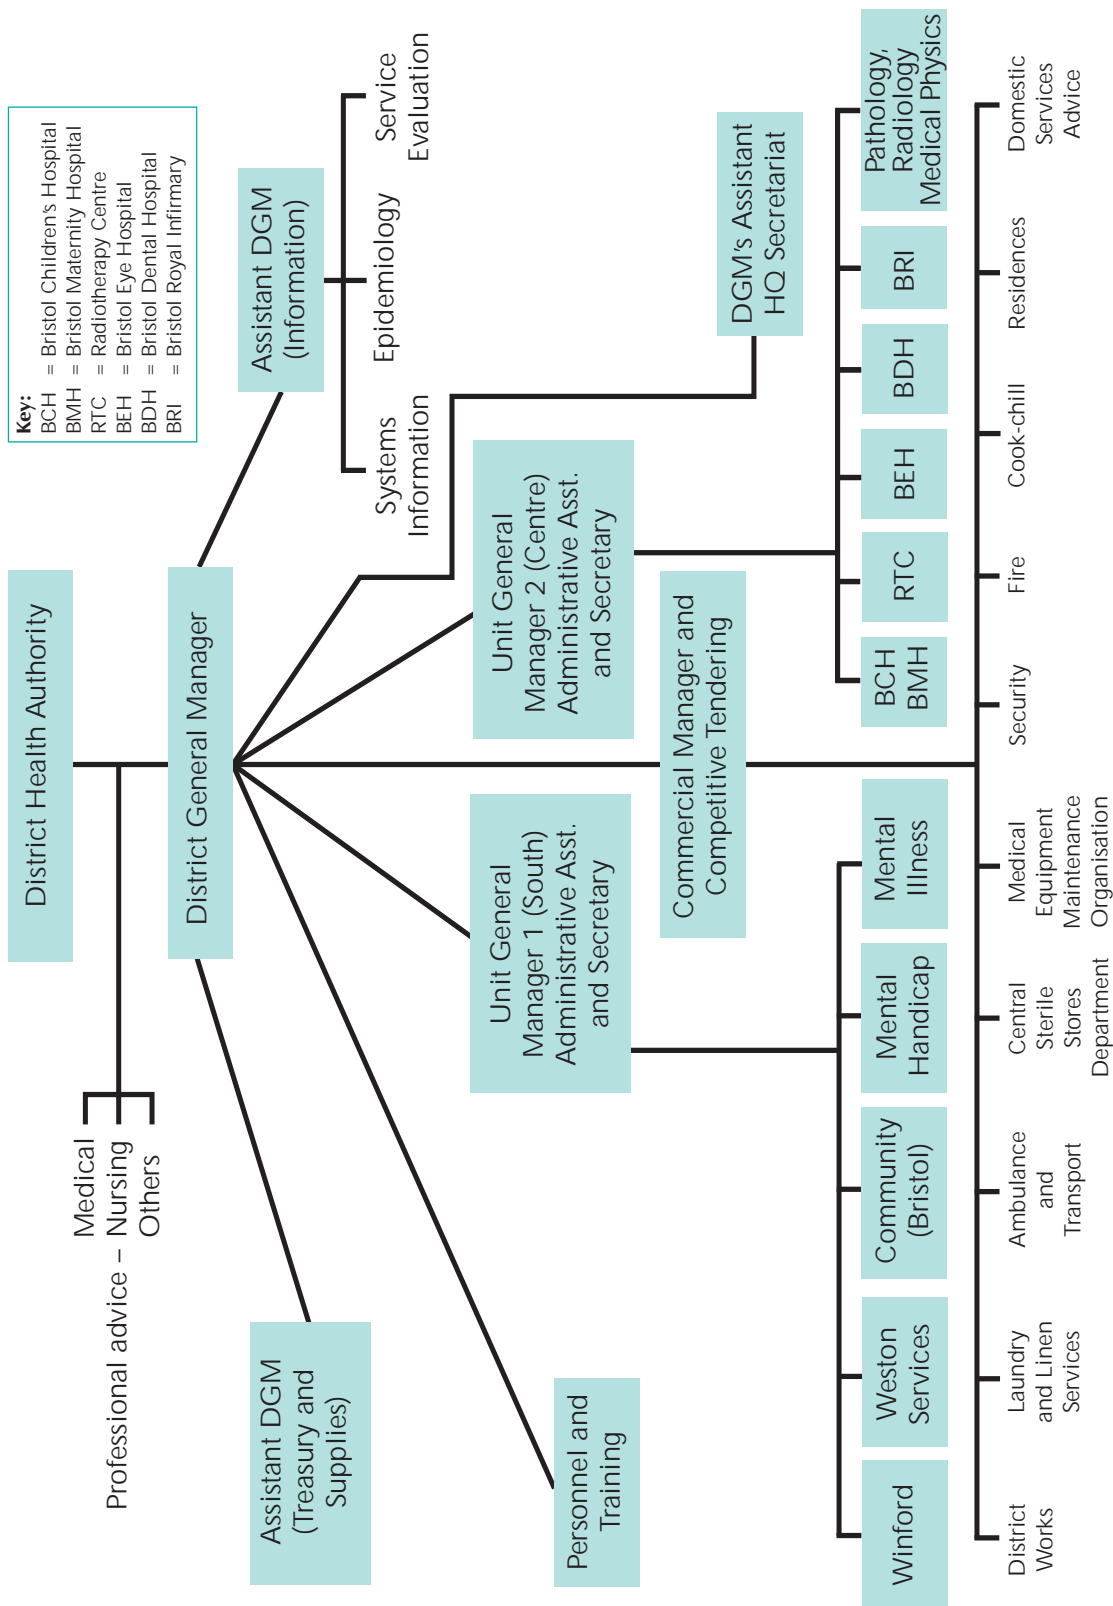 District Health Authority
Medical
Professional advice – Nursing
Others
Key:
BCH = Bristol Children's Hospital
BMH = Bristol Maternity Hospital
RTC = Radiotherapy Centre
BEH = Bristol Eye Hospital
BDH = Bristol Dental Hospital
BRI = Bristol Royal Infirmary
District General Manager
Assistant DGM
(Treasury and
Supplies)
Assistant DGM
(Information)
Systems
Information
Epidemiology
Service
Evaluation
Personnel and
Training
Unit General
Manager 1 (South)
Administrative Asst.
and Secretary
Unit General
Manager 2 (Centre)
Administrative Asst.
and Secretary
Commercial Manager and
Competitive Tendering
DGM's Assistant
HQ Secretariat
Winford
Weston
Services
Community
(Bristol)
Mental
Handicap
Mental
Illness
BCH
BMH
RTC
BEH
BDH
BRI
Pathology,
Radiology
Medical Physics
District
Works
Laundry
and Linen
Services
Ambulance
and
Transport
Central
Sterile
Stores
Department
Medical
Equipment
Maintenance
Organisation
Security
Fire
Cook-chill
Residences
Domestic
Services
Advice